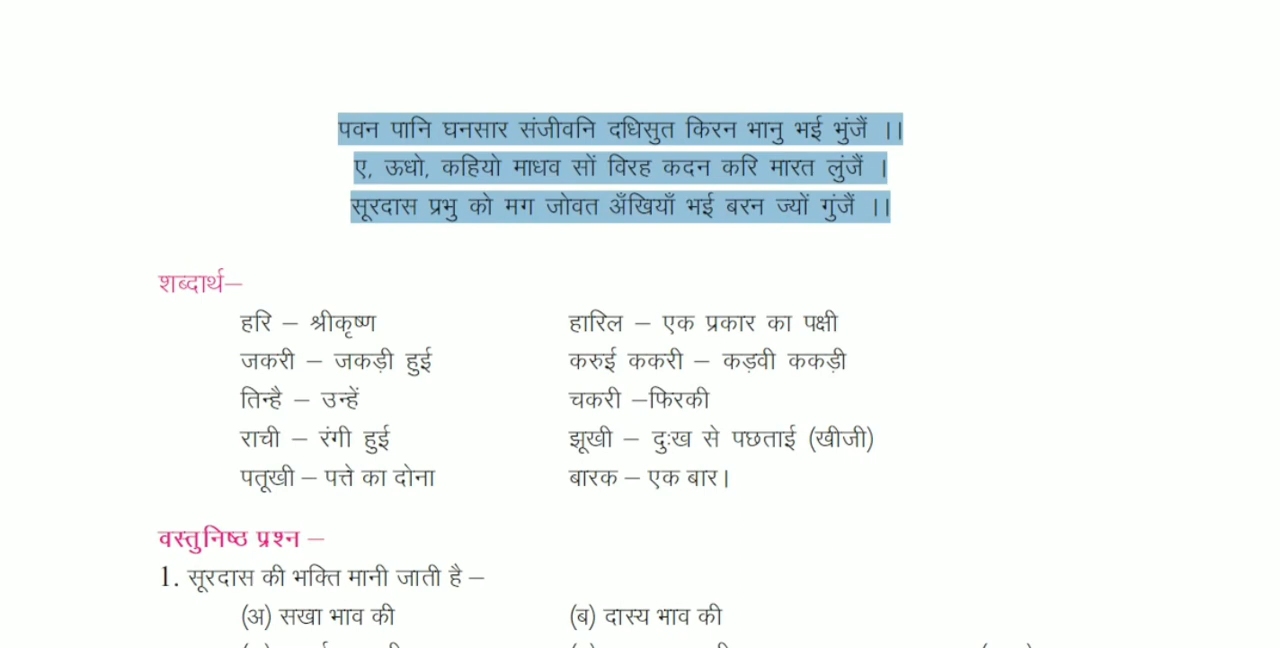 पवन पानि घनसार संजीवनि दधिसुत किरन भानु भई भुंजैं ।।
ए, ऊधो, कहियो माधव सों विरह कदन करि मारत लुंजैं ।
सूरदास प्रभु को मग जोवत अँखियाँ भई बरन ज्यों गुंजैं ।।
शब्दार्थ–
हरि – श्रीकृष्ण हारिल – एक प्रकार का पक्षी
जकरी – जकड़ी हुई करुई ककरी – कड़वी ककड़ी
तिन्है – उन्हें चकरी –फिरकी
राची – रंगी हुई झूखी – दुःख से पछताई (खीजी)
पतूखी – पत्ते का दोना बारक – एक बार।
वस्तुनिष्ठ प्रश्न –
1. सूरदास की भक्ति मानी जाती है –
(अ) सखा भाव की (ब) दास्य भाव की